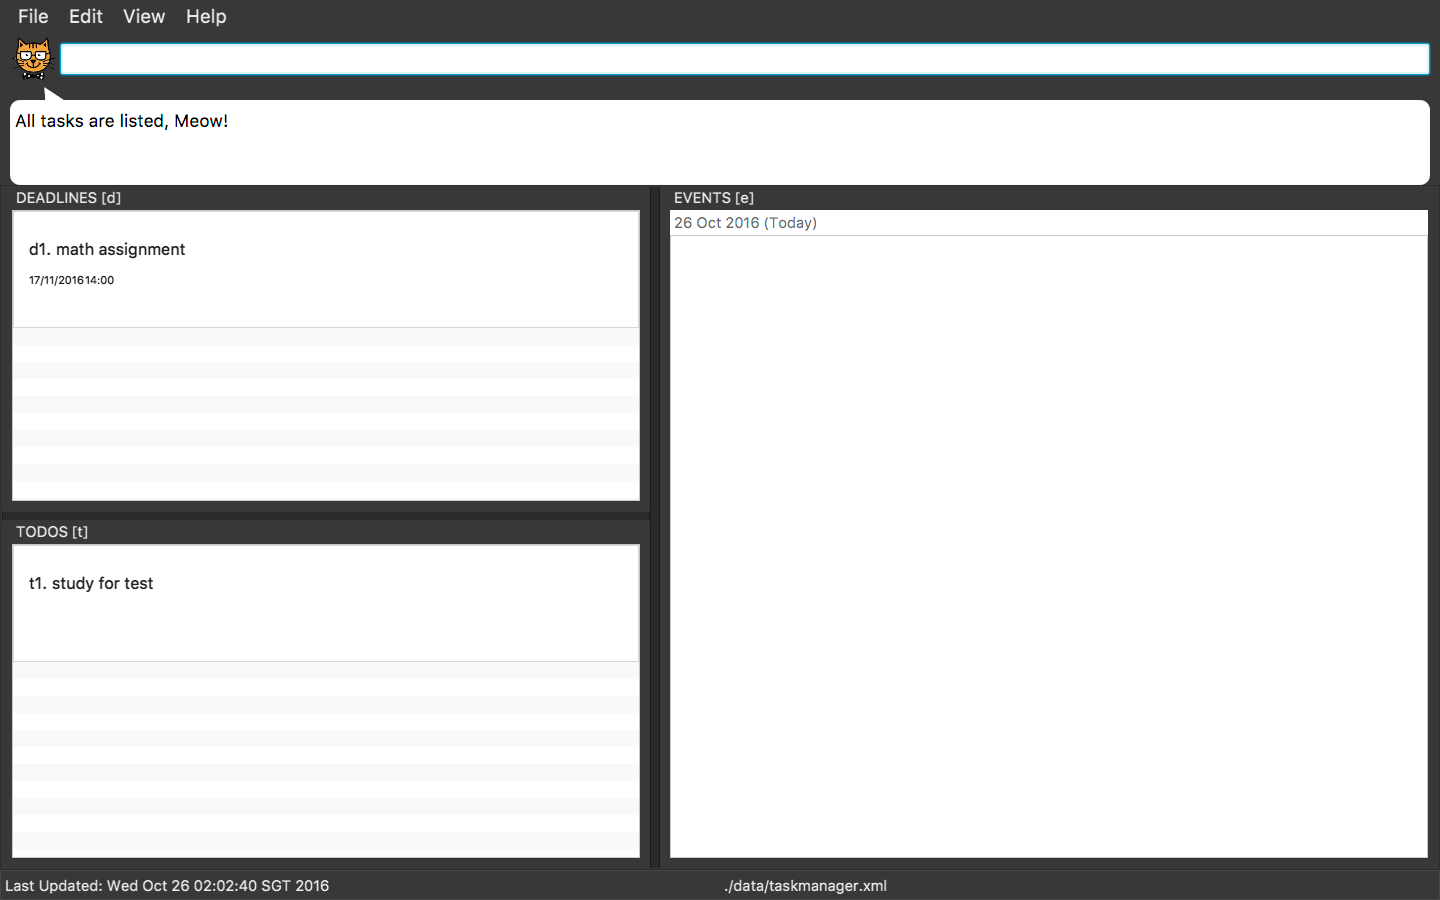 File Edit View Help
All tasks are listed, Meow!
DEADLINES [d]
d1. math assignment
17/11/2016 14:00
TODOS [t]
t1. study for test
EVENTS [e]
26 Oct 2016 (Today)
Last Updated: Wed Oct 26 02:02:40 SGT 2016
./data/taskmanager.xml